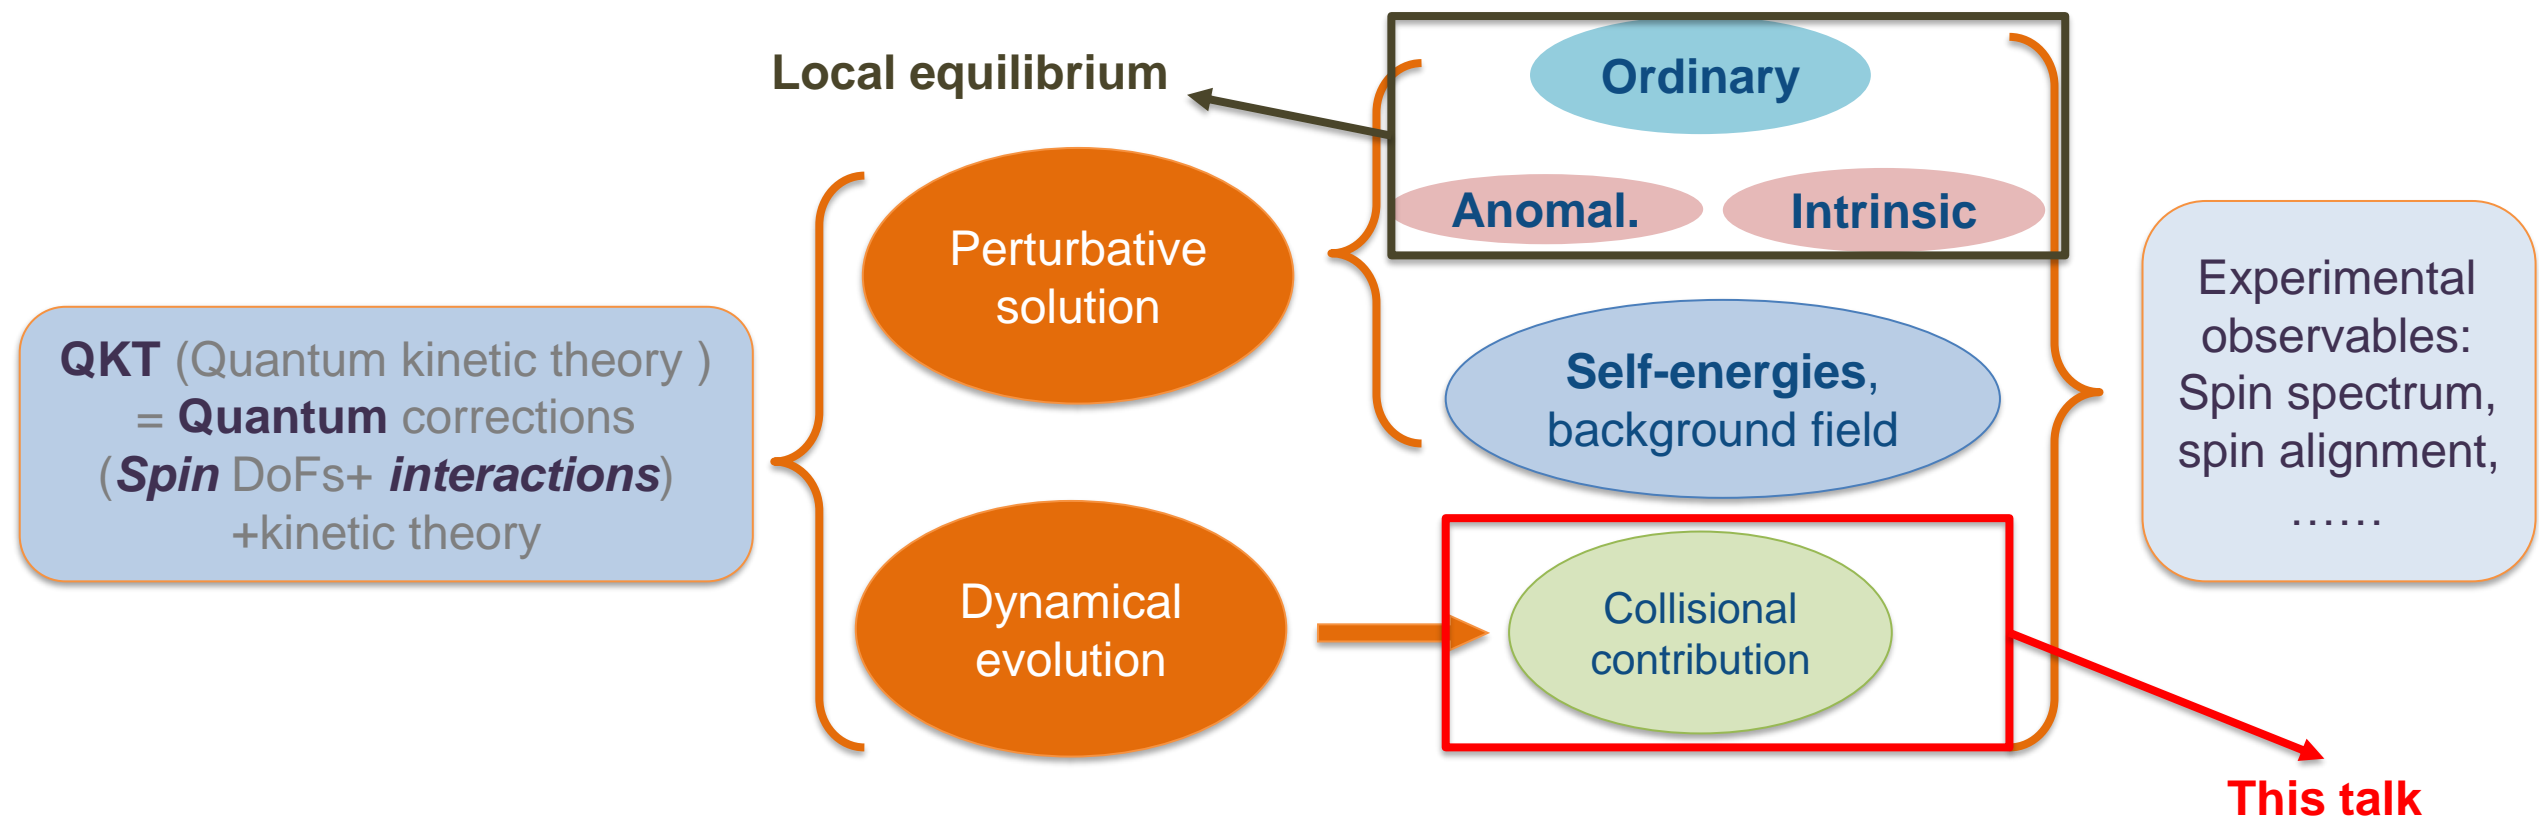 Local equilibrium
Ordinary
Anomal.
Intrinsic
Perturbative
solution
Self-energies,
background field
QKT (Quantum kinetic theory )
= Quantum corrections
(Spin DoFs+ interactions)
+kinetic theory
Dynamical
evolution
Collisional
contribution
Experimental
observables:
Spin spectrum,
spin alignment,
……
This talk